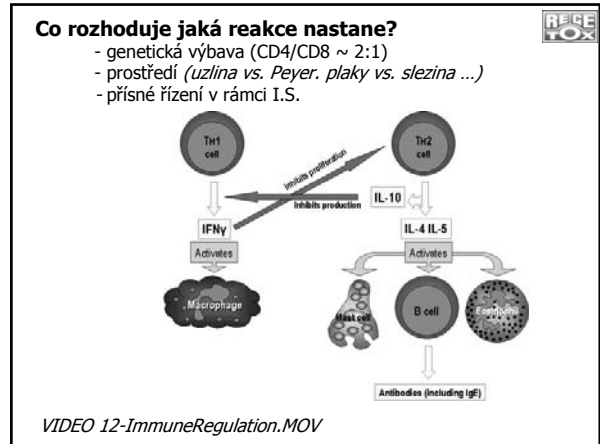 Co rozhoduje jaká reakce nastane?
RECE
TOX
- genetická výbava (CD4/CD8 ~ 2:1)
- prostředí (uzlina vs. Peyer. plaky vs. slezina ...)
- přísné řízení v rámci I.S.
TH1
cell
TH2
cell
Inhibits proliferation
Inhibits production
IL-10
IFNγ
IL-4 IL-5
Activates
Activates
Macrophage
Mast cell
B cell
Eosinophil
Antibodies (including IgE)
VIDEO 12-ImmuneRegulation.MOV